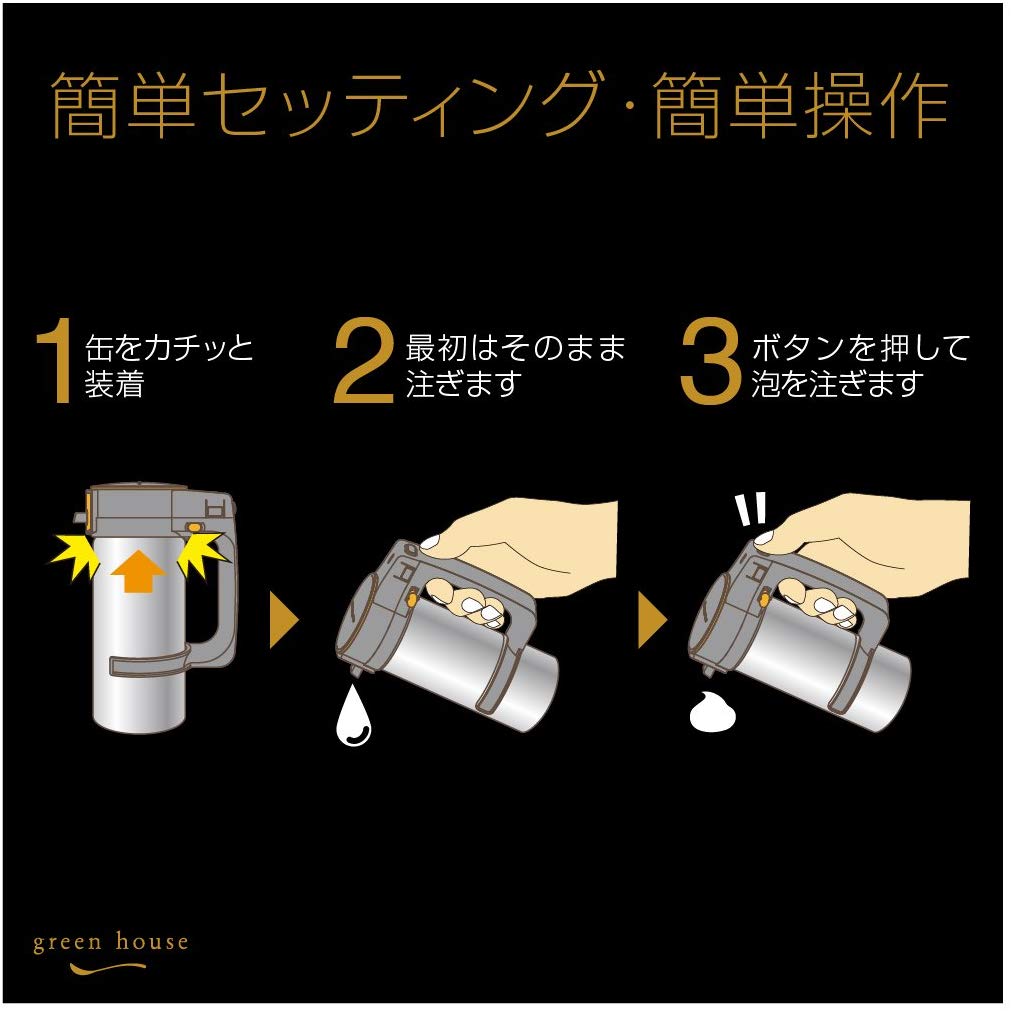 簡単セッティング・簡単操作
1 缶をカチッと
装着
2 最初はそのまま
注ぎます
3 ボタンを押して
泡を注ぎます
green house